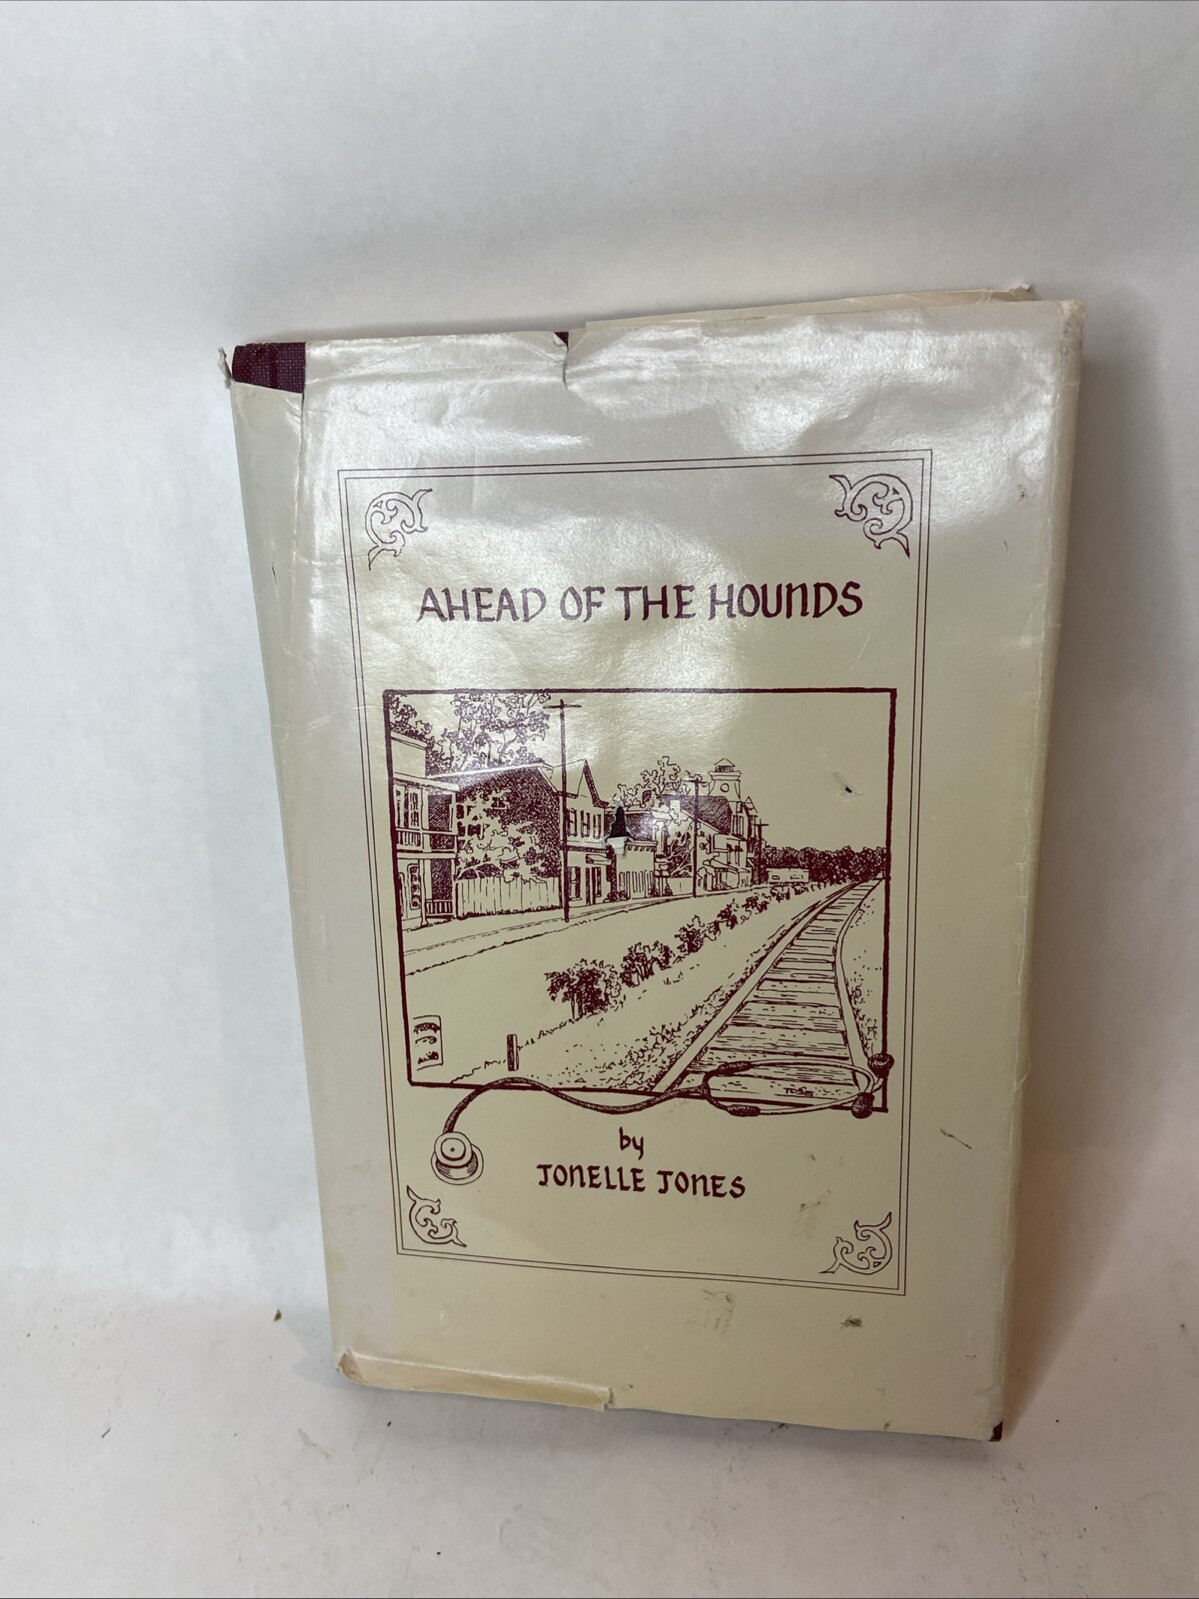 AHEAD OF THE HOUNDS
by
JONELLE JONES